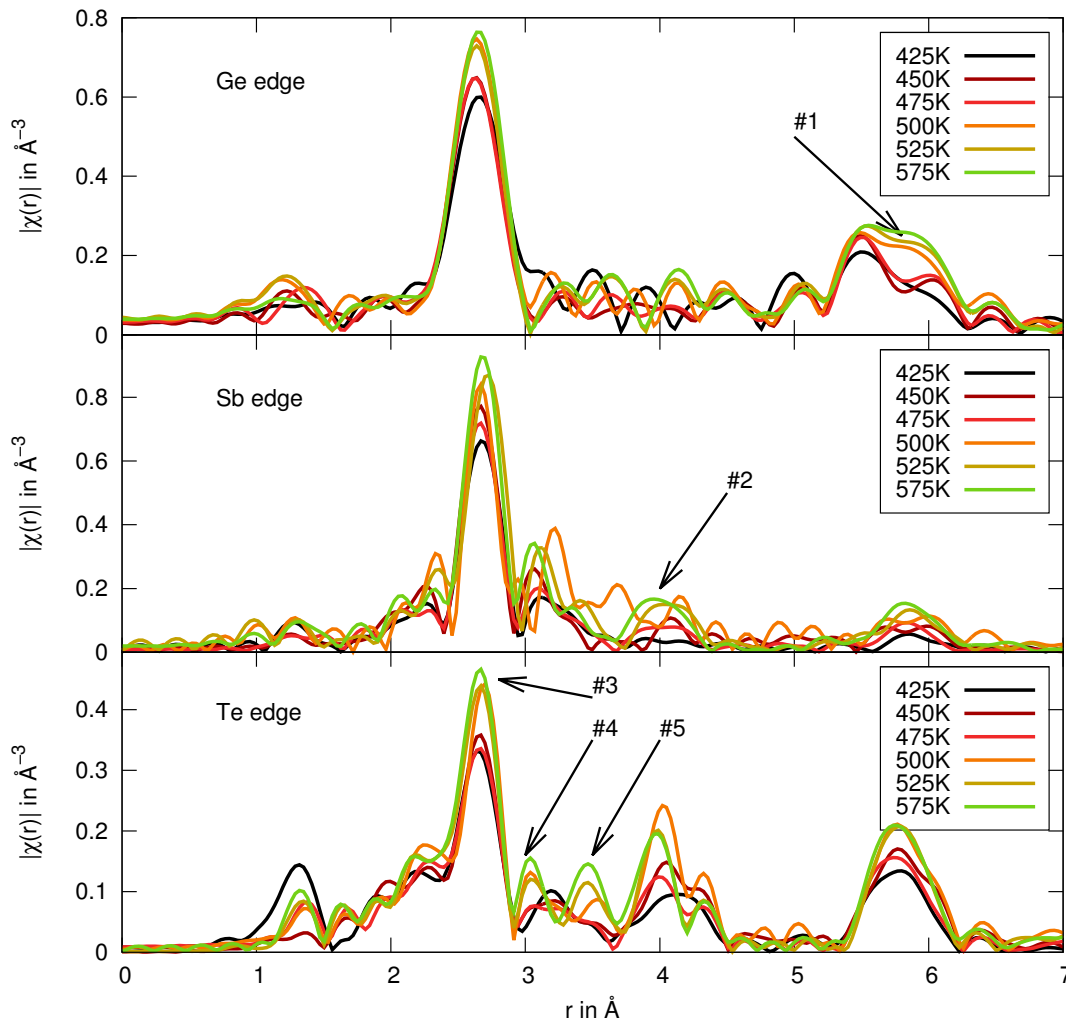 0.8
0.6
0.4
0.2
0
|χ(r)| in Å⁻³
Ge edge
#1
425K
450K
475K
500K
525K
575K
0.8
0.6
0.4
0.2
0
|χ(r)| in Å⁻³
Sb edge
#2
425K
450K
475K
500K
525K
575K
0.4
0.3
0.2
0.1
0
|χ(r)| in Å⁻³
Te edge
#3
#4
#5
425K
450K
475K
500K
525K
575K
0 1 2 3 4 5 6 7
r in Å